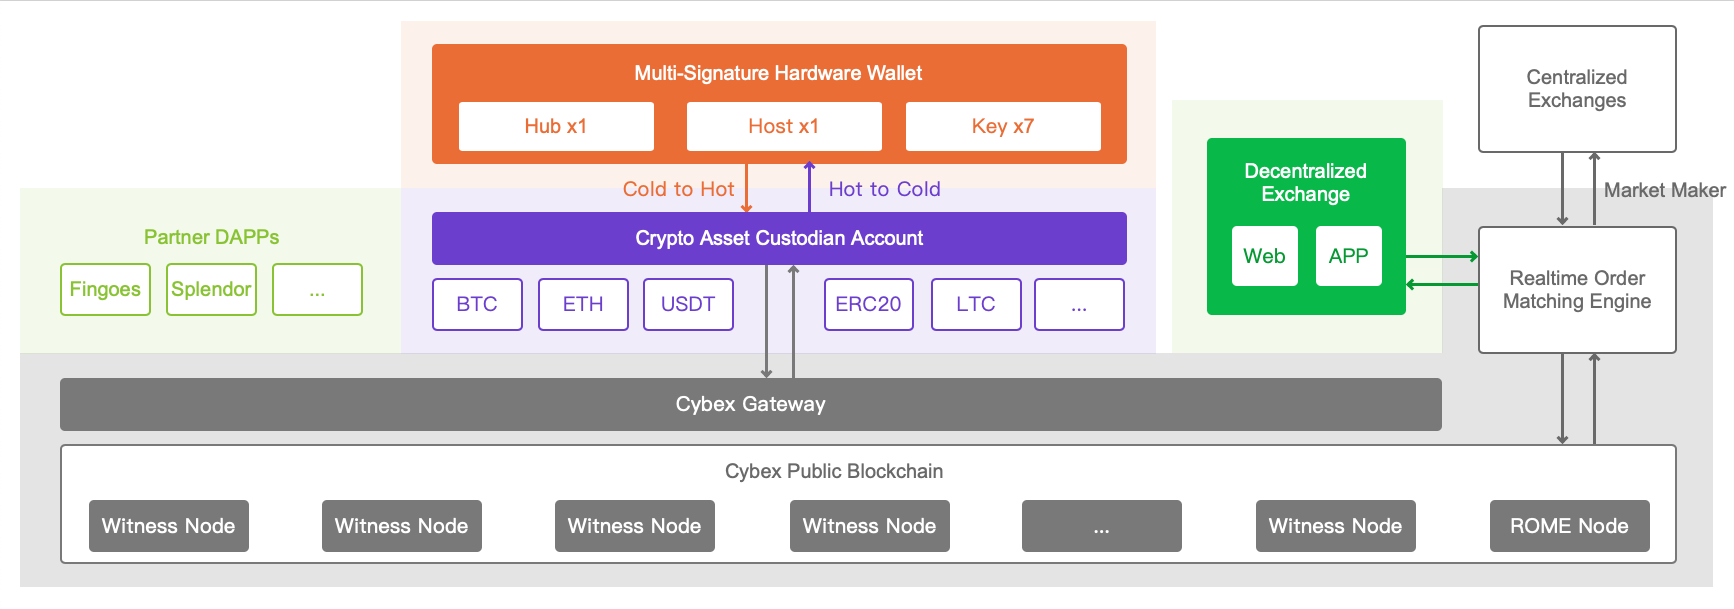 Multi-Signature Hardware Wallet
Hub x1
Host x1
Key x7
Cold to Hot
Hot to Cold
Partner DAPPs
Fingoes
Splendor
...
Crypto Asset Custodian Account
BTC
ETH
USDT
ERC20
LTC
...
Decentralized
Exchange
Web
APP
Centralized
Exchanges
Market Maker
Realtime Order
Matching Engine
Cybex Gateway
Cybex Public Blockchain
Witness Node
Witness Node
Witness Node
Witness Node
...
Witness Node
ROME Node